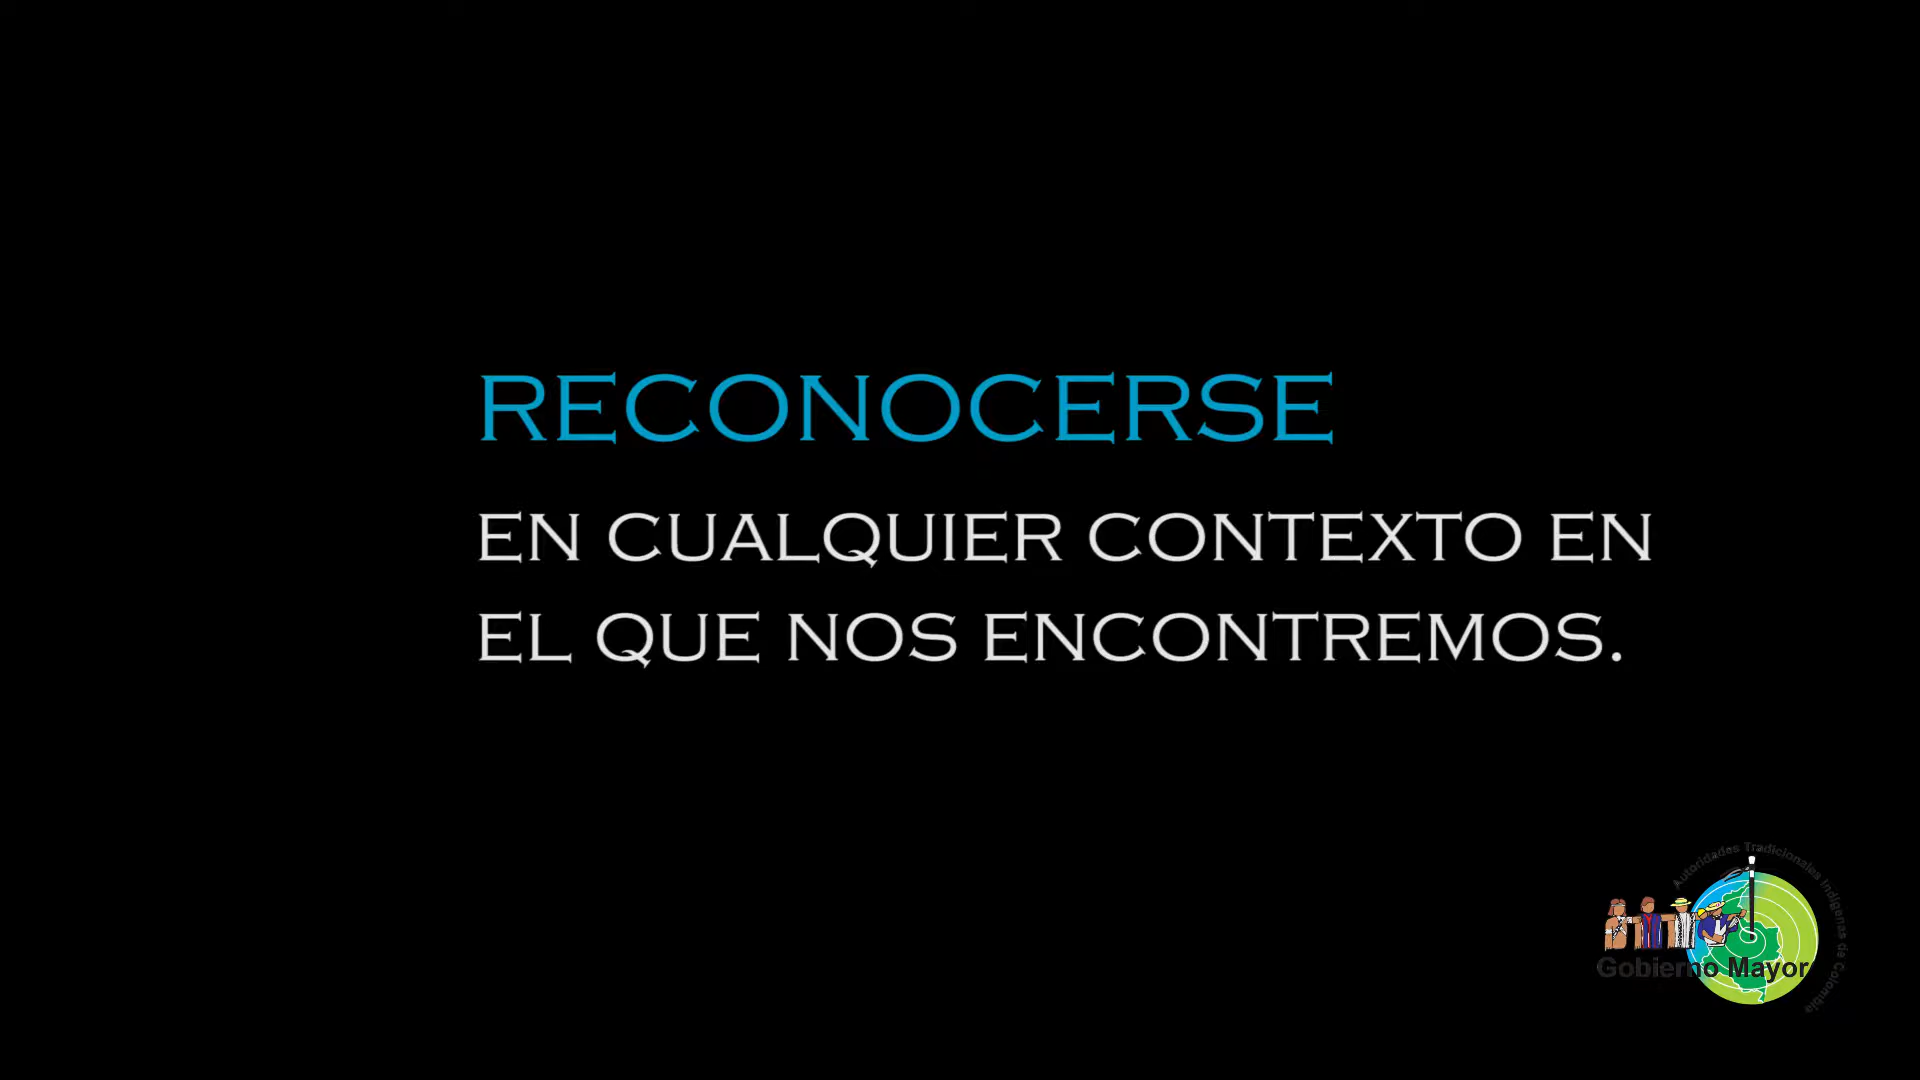 RECONOCERSE
EN CUALQUIER CONTEXTO EN
EL QUE NOS ENCONTREMOS.
Autoridades Tradicionales Indígenas de Colombia
Gobierno Mayor